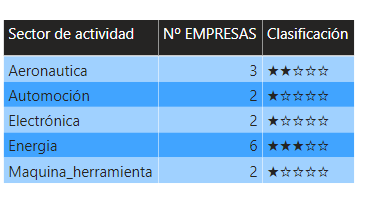 Sector de actividad Nº EMPRESAS Clasificación
Aeronautica 3 ★★☆☆☆
Automoción 2 ★☆☆☆☆
Electrónica 2 ★☆☆☆☆
Energia 6 ★★★☆☆
Maquina_herramienta 2 ★☆☆☆☆